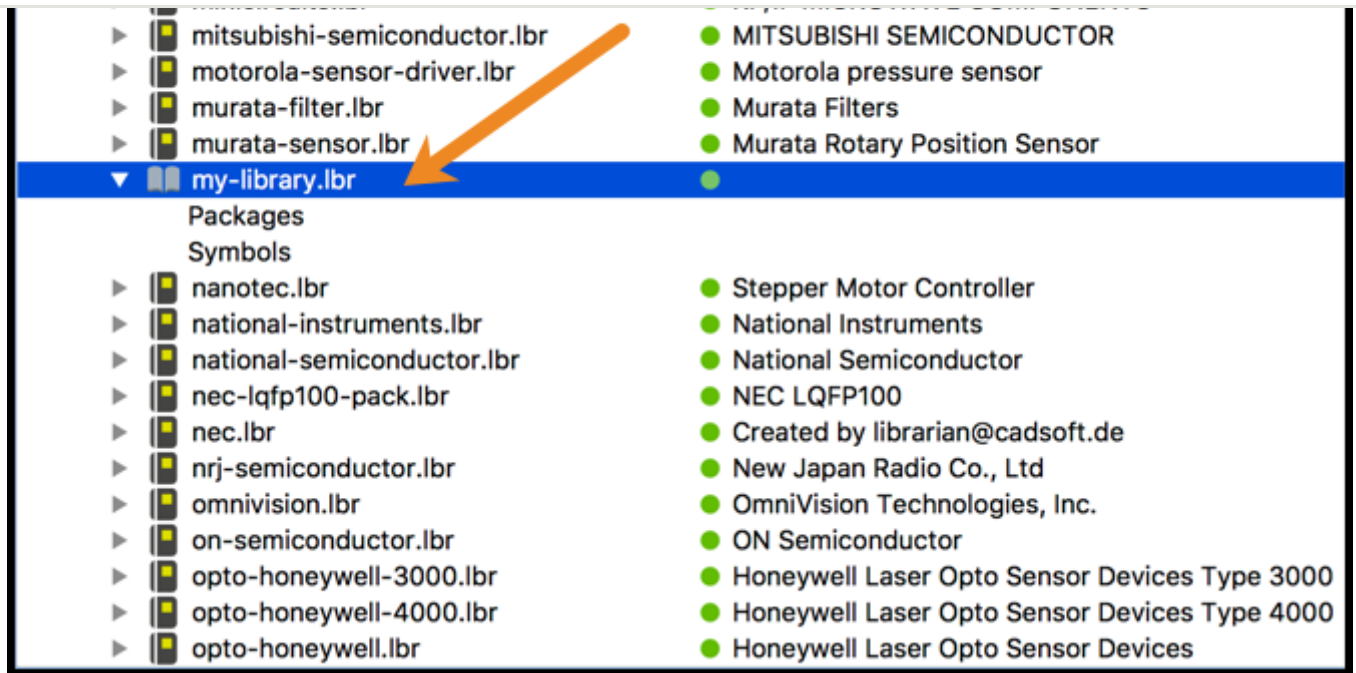 mitsubishi-semiconductor.lbr MITSUBISHI SEMICONDUCTOR
motorola-sensor-driver.lbr Motorola pressure sensor
murata-filter.lbr Murata Filters
murata-sensor.lbr Murata Rotary Position Sensor
my-library.lbr
Packages
Symbols
nanotec.lbr Stepper Motor Controller
national-instruments.lbr National Instruments
national-semiconductor.lbr National Semiconductor
nec-lqfp100-pack.lbr NEC LQFP100
nec.lbr Created by librarian@cadsoft.de
nrj-semiconductor.lbr New Japan Radio Co., Ltd
omnivision.lbr OmniVision Technologies, Inc.
on-semiconductor.lbr ON Semiconductor
opto-honeywell-3000.lbr Honeywell Laser Opto Sensor Devices Type 3000
opto-honeywell-4000.lbr Honeywell Laser Opto Sensor Devices Type 4000
opto-honeywell.lbr Honeywell Laser Opto Sensor Devices